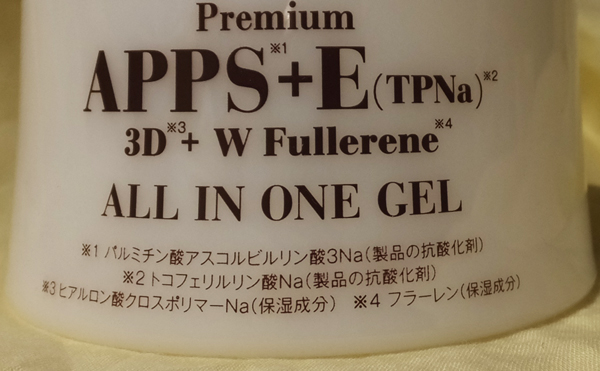 Premium
APPS※1+E(TPNa)※2
3D※3+ W Fullerene※4
ALL IN ONE GEL
※1 パルミチン酸アスコルビルリン酸3Na(製品の抗酸化剤)
※2 トコフェリルリン酸Na(製品の抗酸化剤)
※3 ヒアルロン酸クロスポリマーNa(保湿成分) ※4 フラーレン(保湿成分)